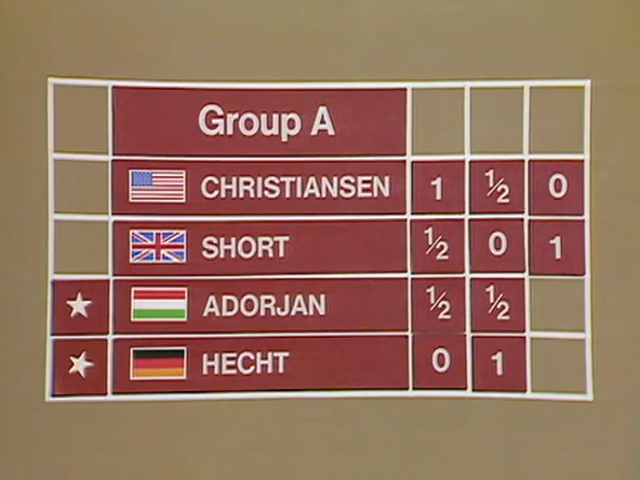 Group A
CHRISTIANSEN 1 ½ 0
SHORT ½ 0 1
ADORJAN ½ ½
HECHT 0 1